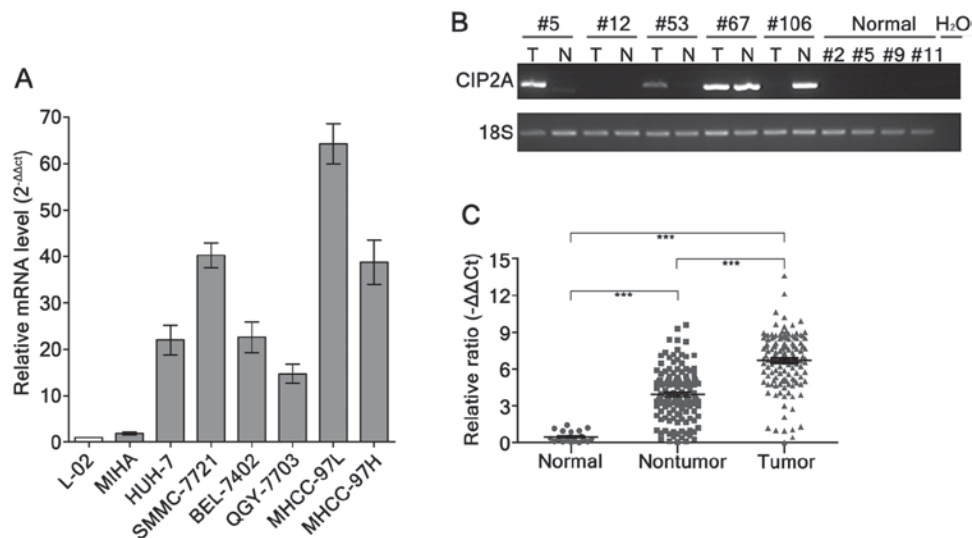 A
Relative mRNA level (2-ΔΔct)
70
60
50
40
30
20
10
0
L-02
MIHA
HUH-7
SMMC-7721
BEL-7402
QGY-7703
MHCC-97L
MHCC-97H
B
#5 #12 #53 #67 #106 Normal H₂O
T N T N T N T N T N #2 #5 #9 #11
CIP2A
18S
C
Relative ratio (-ΔΔCt)
15
12
9
6
3
0
***
***
***
Normal Nontumor Tumor